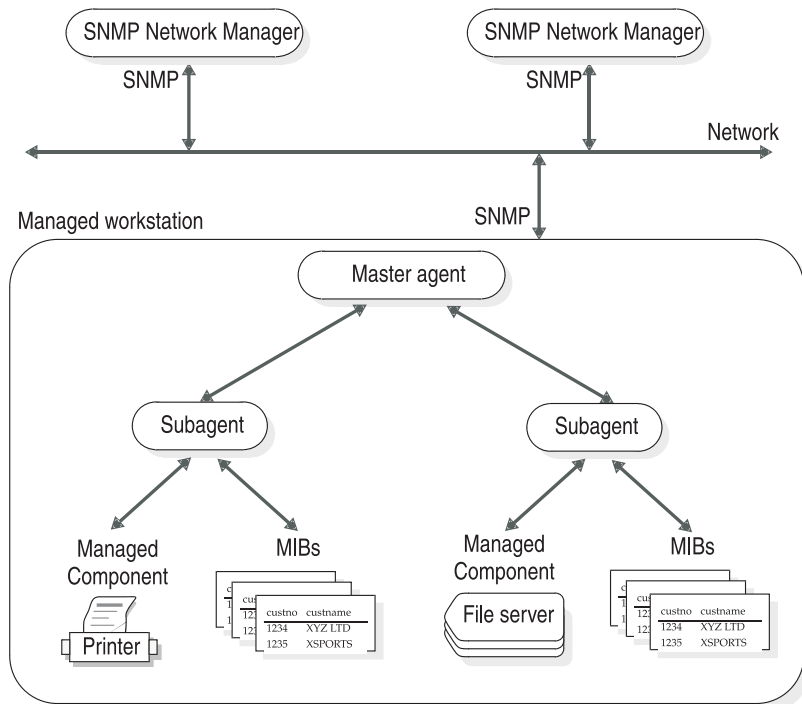 SNMP Network Manager
SNMP Network Manager
SNMP
SNMP
Network
SNMP
Managed workstation
Master agent
Subagent
Subagent
Managed
Component
MIBs
Managed
Component
MIBs
custno custname
1234 XYZ LTD
1235 XSPORTS
Printer
File server
custno custname
1234 XYZ LTD
1235 XSPORTS